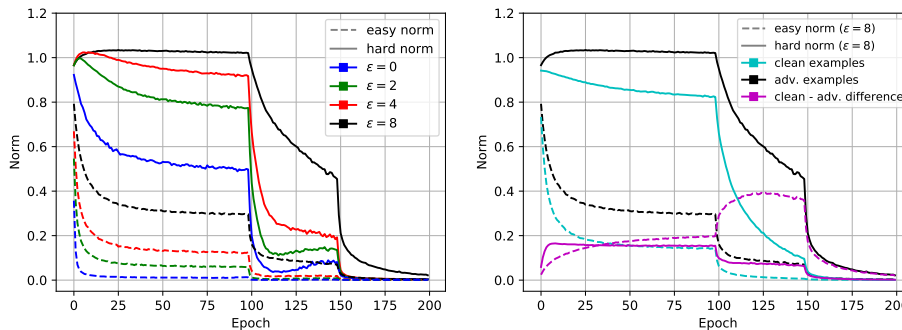 1.2
1.0
0.8
0.6
0.4
0.2
0.0
Norm
0 25 50 75 100 125 150 175 200
Epoch
easy norm
hard norm
ε = 0
ε = 2
ε = 4
ε = 8
1.2
1.0
0.8
0.6
0.4
0.2
0.0
Norm
0 25 50 75 100 125 150 175 200
Epoch
easy norm (ε = 8)
hard norm (ε = 8)
clean examples
adv. examples
clean - adv. difference